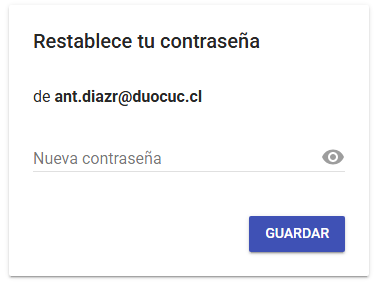 Restablece tu contraseña
de ant.diazr@duocuc.cl
Nueva contraseña
GUARDAR